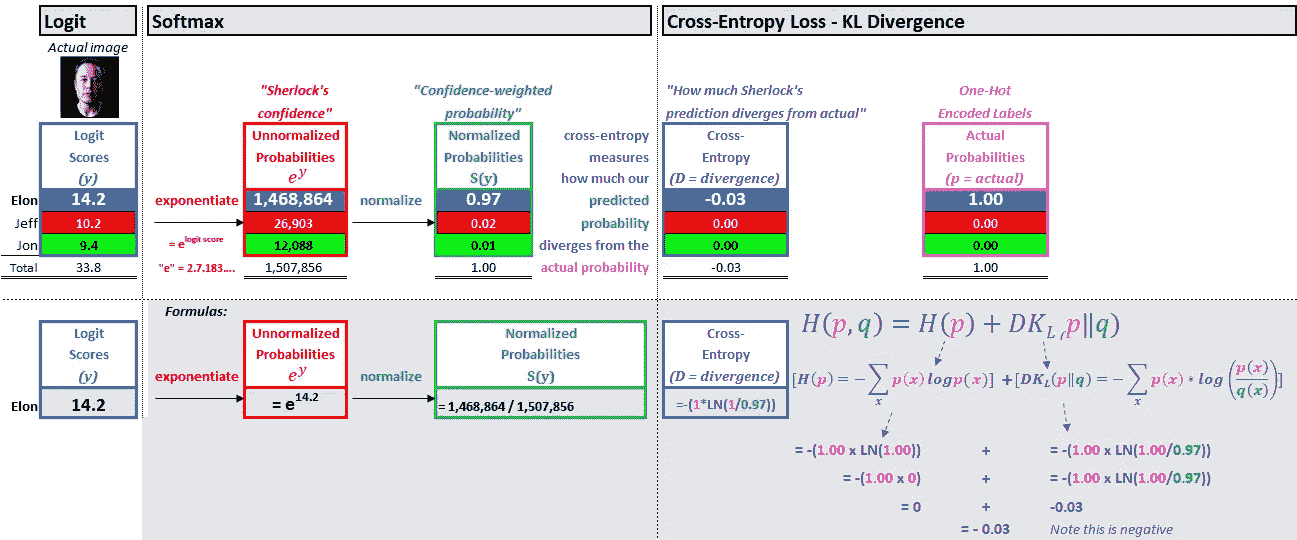 Logit
Softmax
Cross-Entropy Loss - KL Divergence
Actual image
"Sherlock's
confidence"
"Confidence-weighted
probability"
"How much Sherlock's
prediction diverges from actual"
One-Hot
Encoded Labels
Logit
Scores
(y)
Unnormalized
Probabilities
e^y
Normalized
Probabilities
S(y)
cross-entropy
measures
how much our
predicted
probability
diverges from the
actual probability
Cross-
Entropy
(D = divergence)
Actual
Probabilities
(p = actual)
Elon 14.2 exponentiate 1,468,864 normalize 0.97 -0.03 1.00
Jeff 10.2 26,903 0.02 0.00 0.00
Jon 9.4 = e^logit score 12,088 0.01 0.00 0.00
Total 33.8 "e" = 2.7.183.... 1,507,856 1.00 -0.03 1.00
Formulas:
Logit
Scores
(y)
Unnormalized
Probabilities
e^y
Normalized
Probabilities
S(y)
Cross-
Entropy
(D = divergence)
Elon 14.2 exponentiate = e^14.2 normalize = 1,468,864 / 1,507,856 =-(1*LN(1/0.97))
H(p,q) = H(p) + DK_L(p‖q)
[H(p) = -∑_x p(x) log p(x)] +[DK_L(p‖q) = -∑_x p(x) * log(p(x)/q(x))]
= -(1.00 x LN(1.00)) + = -(1.00 x LN(1.00/0.97))
= -(1.00 x 0) + = -(1.00 x LN(1.00/0.97))
= 0 + -0.03
= - 0.03 Note this is negative